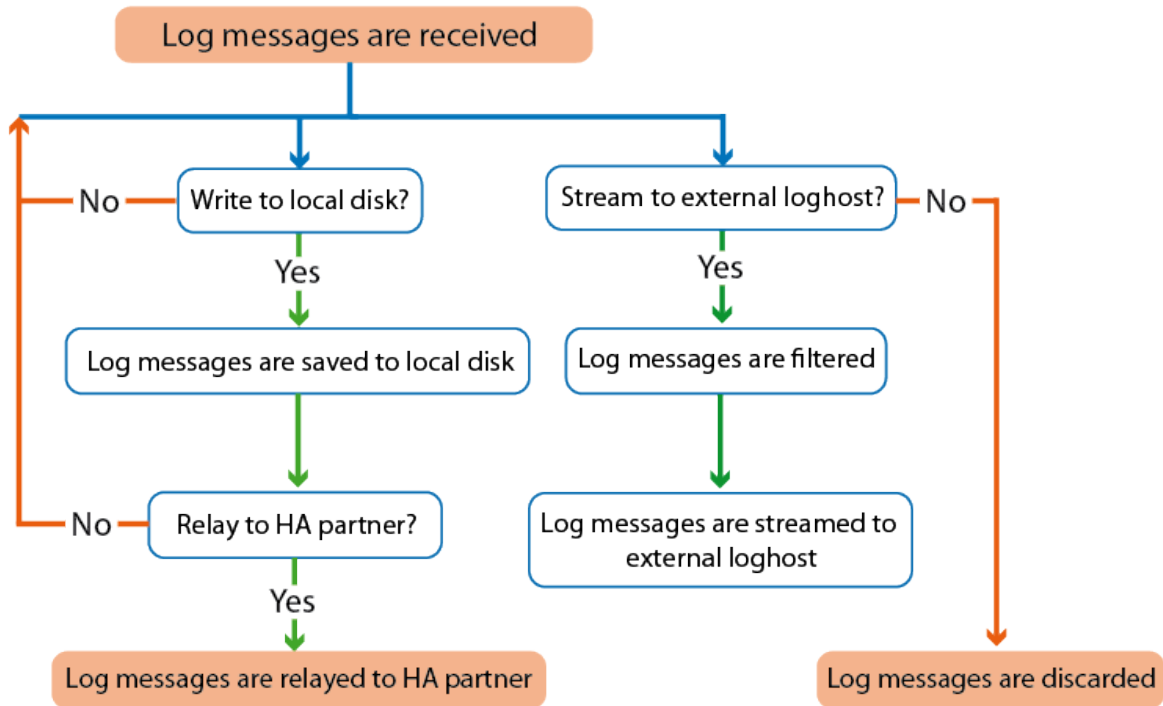 Log messages are received
No
Write to local disk?
Stream to external loghost?
No
Yes
Yes
Log messages are saved to local disk
Log messages are filtered
No
Relay to HA partner?
Log messages are streamed to
external loghost
Yes
Log messages are relayed to HA partner
Log messages are discarded